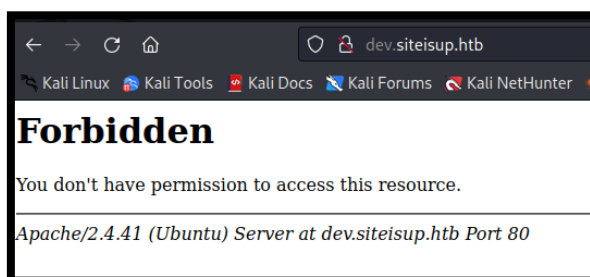 dev.siteisup.htb
Kali Linux Kali Tools Kali Docs Kali Forums Kali NetHunter
Forbidden
You don't have permission to access this resource.
Apache/2.4.41 (Ubuntu) Server at dev.siteisup.htb Port 80